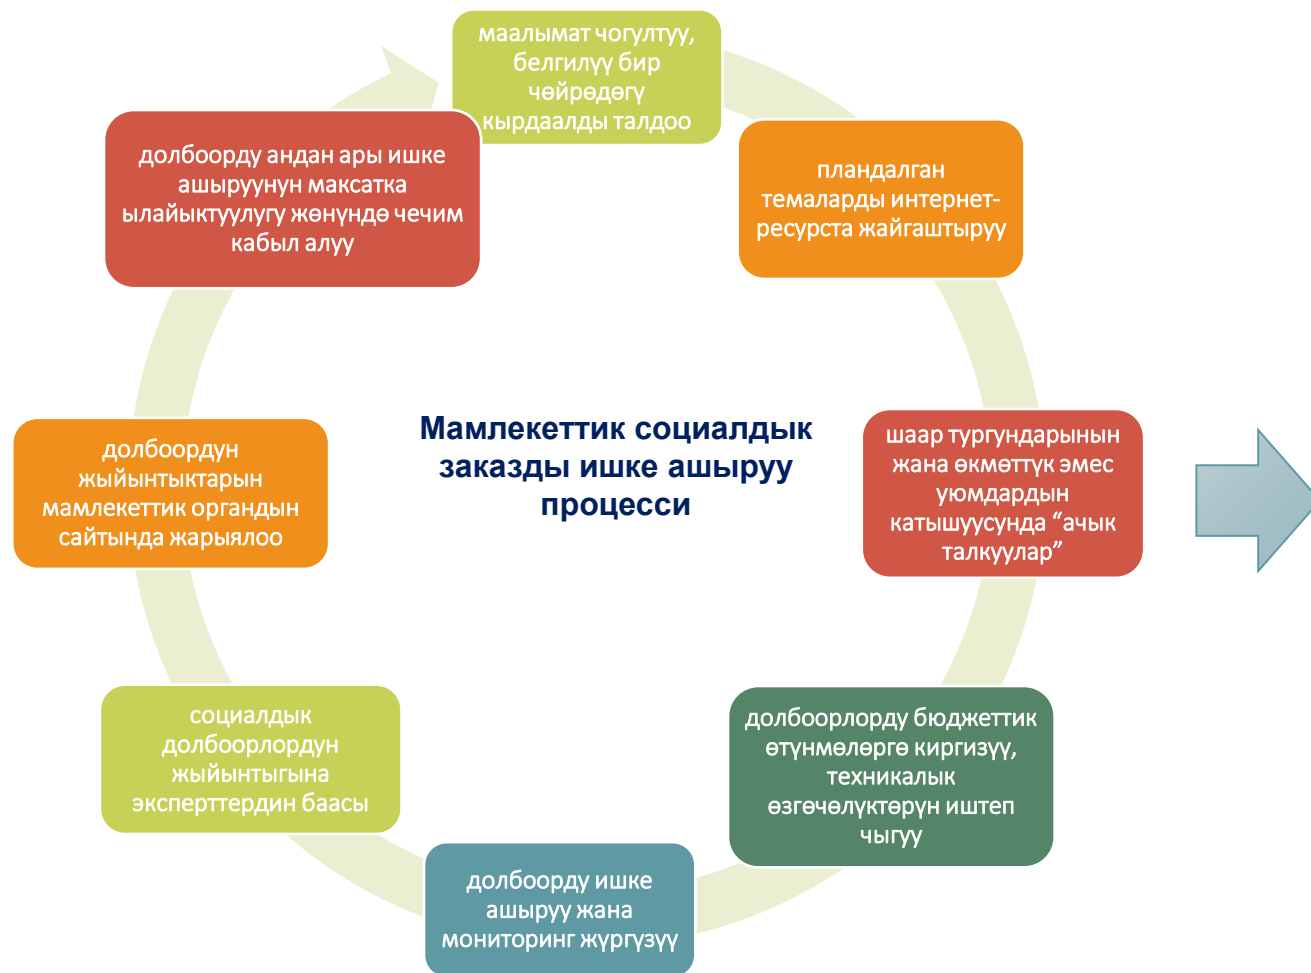 маалымат чогултуу,
белгилүү бир
чөйрөдөгү
кырдаалды талдоо
пландалган
темаларды интернет-
ресурста жайгаштыруу
шаар тургундарынын
жана өкмөттүк эмес
уюмдардын
катышуусунда “ачык
талкуулар”
долбоорлорду бюджеттик
өтүнмөлөргө киргизүү,
техникалык
өзгөчөлүктөрүн иштеп
чыгуу
долбоорду ишке
ашыруу жана
мониторинг жүргүзүү
социалдык
долбоорлордун
жыйынтыгына
эксперттердин баасы
долбоордун
жыйынтыктарын
мамлекеттик органдын
сайтында жарыялоо
долбоорду андан ары ишке
ашыруунун максатка
ылайыктуулугу жөнүндө чечим
кабыл алуу
Мамлекеттик социалдык
заказды ишке ашыруу
процесси